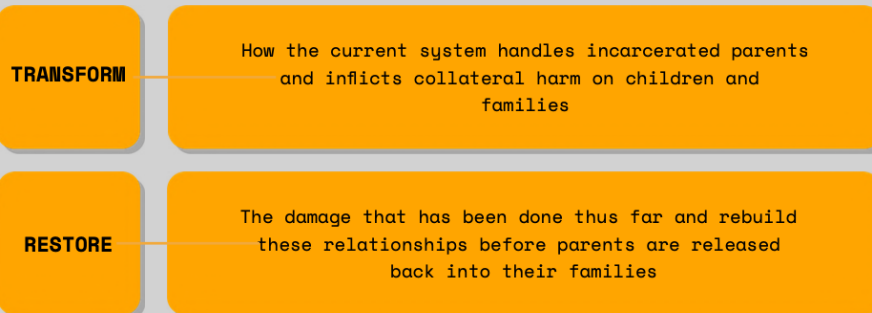 TRANSFORM
How the current system handles incarcerated parents
and inflicts collateral harm on children and
families
RESTORE
The damage that has been done thus far and rebuild
these relationships before parents are released
back into their families